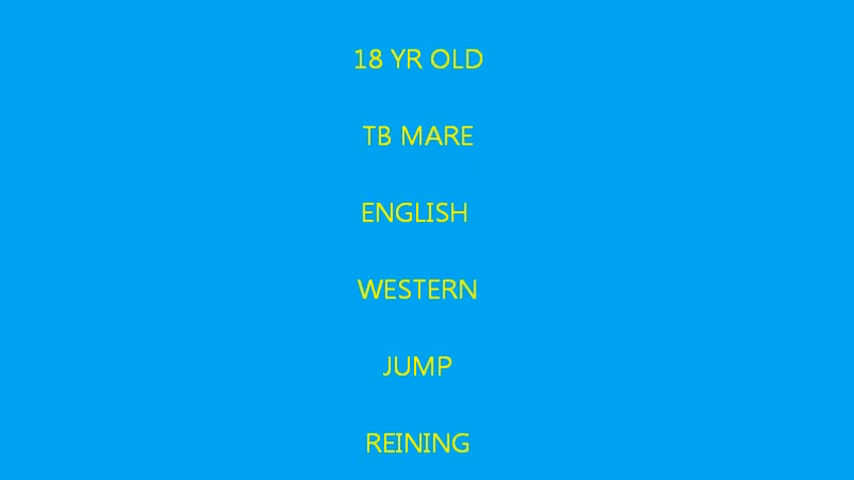 18 YR OLD
TB MARE
ENGLISH
WESTERN
JUMP
REINING